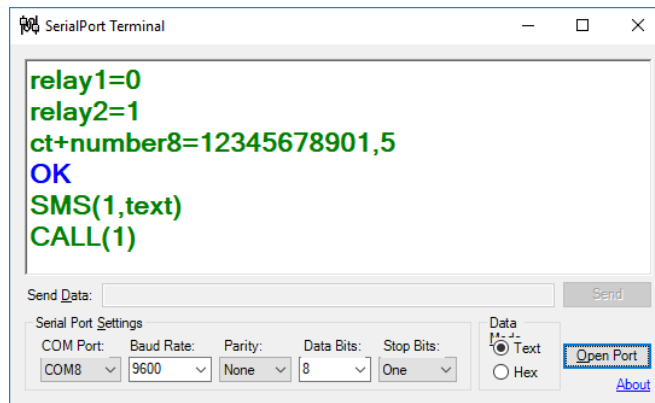 SerialPort Terminal
relay1=0
relay2=1
ct+number8=12345678901,5
OK
SMS(1,text)
CALL(1)
Send Data: Send
Serial Port Settings Data
COM Port: Baud Rate: Parity: Data Bits: Stop Bits: Text
COM8 9600 None 8 One Open Port
Hex
About